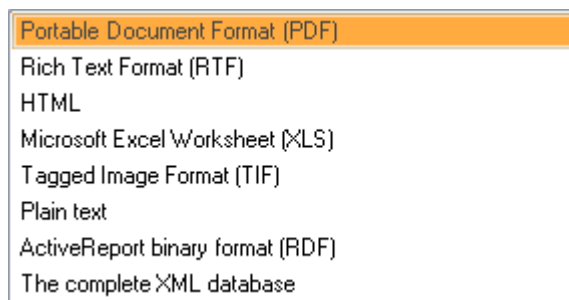 Portable Document Format (PDF)
Rich Text Format (RTF)
HTML
Microsoft Excel Worksheet (XLS)
Tagged Image Format (TIF)
Plain text
ActiveReport binary format (RDF)
The complete XML database